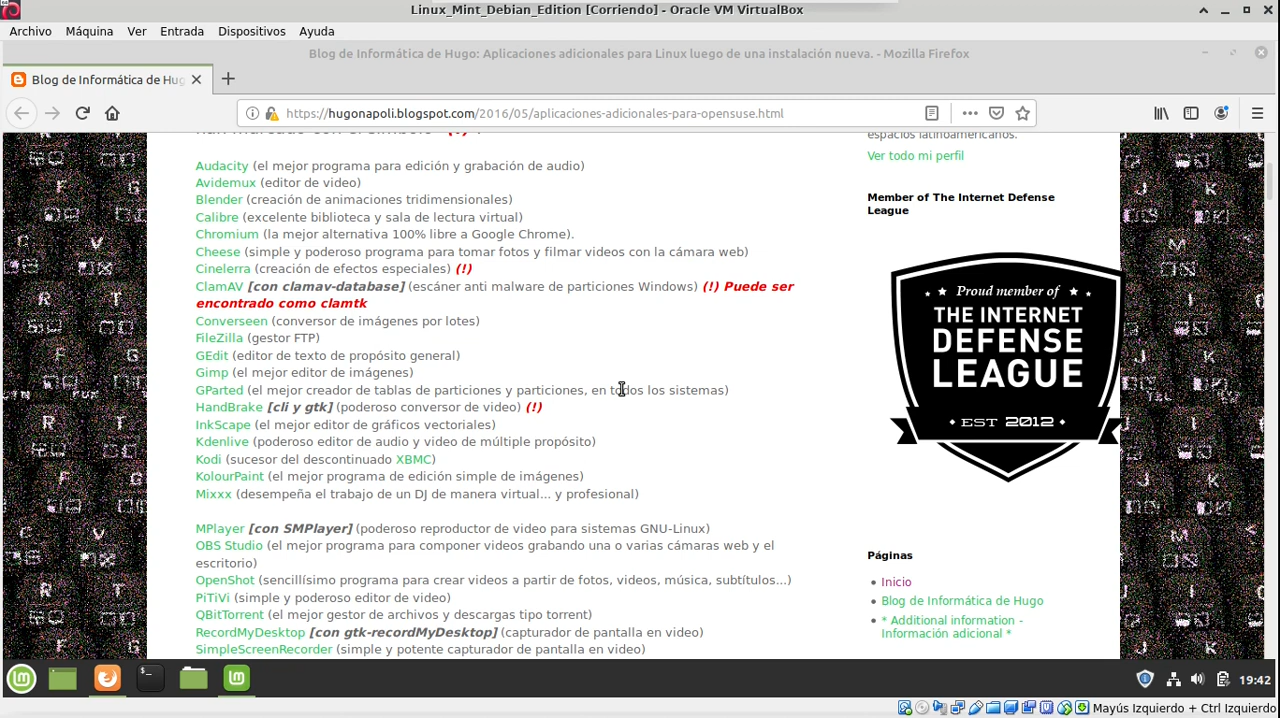 Linux_Mint_Debian_Edition [Corriendo] - Oracle VM VirtualBox
Archivo Máquina Ver Entrada Dispositivos Ayuda
Blog de Informática de Hugo: Aplicaciones adicionales para Linux luego de una instalación nueva. - Mozilla Firefox
Blog de Informática de Hug
https://hugonapoli.blogspot.com/2016/05/aplicaciones-adicionales-para-opensuse.html
Audacity (el mejor programa para edición y grabación de audio)
Avidemux (editor de video)
Blender (creación de animaciones tridimensionales)
Calibre (excelente biblioteca y sala de lectura virtual)
Chromium (la mejor alternativa 100% libre a Google Chrome).
Cheese (simple y poderoso programa para tomar fotos y filmar videos con la cámara web)
Cinelerra (creación de efectos especiales) (!)
ClamAV [con clamav-database] (escáner anti malware de particiones Windows) (!) Puede ser
encontrado como clamtk
Converseen (conversor de imágenes por lotes)
FileZilla (gestor FTP)
GEdit (editor de texto de propósito general)
Gimp (el mejor editor de imágenes)
GParted (el mejor creador de tablas de particiones y particiones, en todos los sistemas)
HandBrake [cli y gtk] (poderoso conversor de video) (!)
InkScape (el mejor editor de gráficos vectoriales)
Kdenlive (poderoso editor de audio y video de múltiple propósito)
Kodi (sucesor del descontinuado XBMC)
KolourPaint (el mejor programa de edición simple de imágenes)
Mixxx (desempeña el trabajo de un DJ de manera virtual... y profesional)
MPlayer [con SMPlayer] (poderoso reproductor de video para sistemas GNU-Linux)
OBS Studio (el mejor programa para componer videos grabando una o varias cámaras web y el
escritorio)
OpenShot (sencillísimo programa para crear videos a partir de fotos, videos, música, subtítulos...)
PiTiVi (simple y poderoso editor de video)
QBitTorrent (el mejor gestor de archivos y descargas tipo torrent)
RecordMyDesktop [con gtk-recordMyDesktop] (capturador de pantalla en video)
SimpleScreenRecorder (simple y potente capturador de pantalla en video)
espacios latinoamericanos.
Ver todo mi perfil
Member of The Internet Defense
League
Proud member of
THE INTERNET
DEFENSE
LEAGUE
EST 2012
Páginas
Inicio
Blog de Informática de Hugo
* Additional information -
Información adicional *
19:42
Mayús Izquierdo + Ctrl Izquierdo